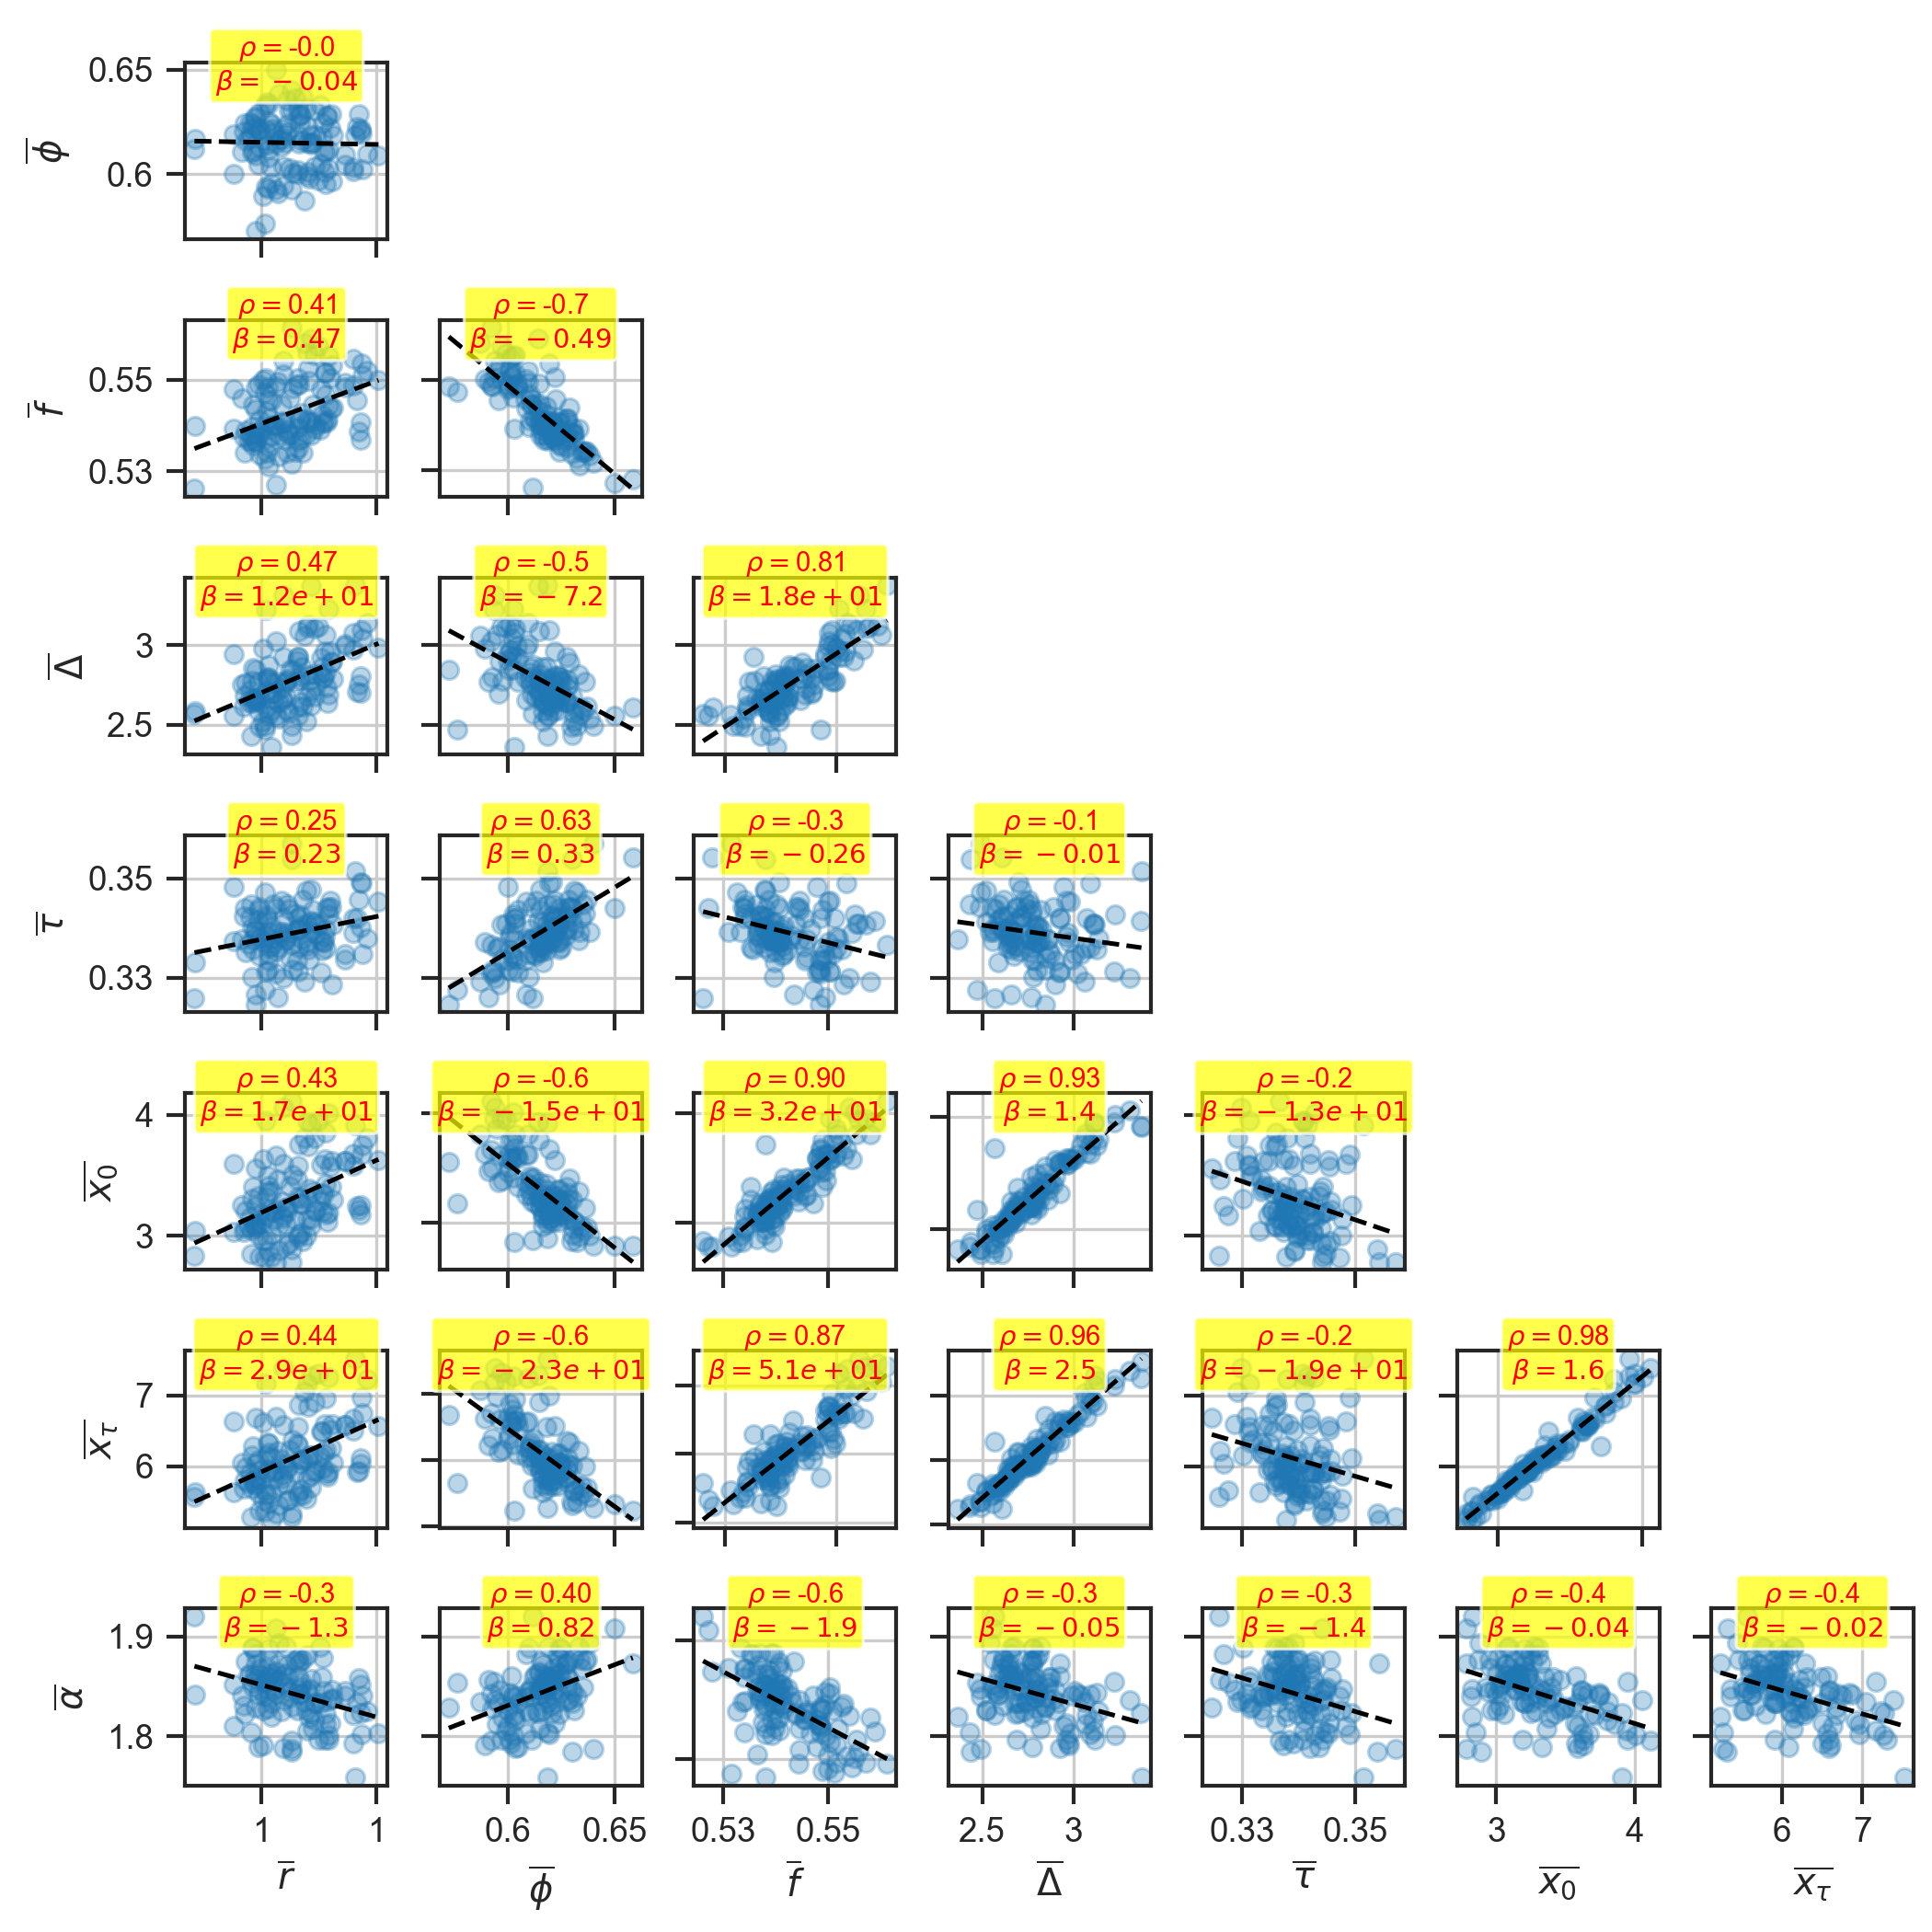 ρ = -0.0
β = −0.04
0.65
0.6
ϕ̅
ρ = 0.41
β = 0.47
ρ = -0.7
β = −0.49
0.55
0.53
f̅
ρ = 0.47
β = 1.2e + 01
ρ = -0.5
β = −7.2
ρ = 0.81
β = 1.8e + 01
3
2.5
Δ̅
ρ = 0.25
β = 0.23
ρ = 0.63
β = 0.33
ρ = -0.3
β = −0.26
ρ = -0.1
β = −0.01
0.35
0.33
τ̅
ρ = 0.43
β = 1.7e + 01
ρ = -0.6
β = −1.5e + 01
ρ = 0.90
β = 3.2e + 01
ρ = 0.93
β = 1.4
ρ = -0.2
β = −1.3e + 01
4
3
x̅₀
ρ = 0.44
β = 2.9e + 01
ρ = -0.6
β = −2.3e + 01
ρ = 0.87
β = 5.1e + 01
ρ = 0.96
β = 2.5
ρ = -0.2
β = −1.9e + 01
ρ = 0.98
β = 1.6
7
6
x̅_τ
ρ = -0.3
β = −1.3
ρ = 0.40
β = 0.82
ρ = -0.6
β = −1.9
ρ = -0.3
β = −0.05
ρ = -0.3
β = −1.4
ρ = -0.4
β = −0.04
ρ = -0.4
β = −0.02
1.9
1.8
α̅
1 1 0.6 0.65 0.53 0.55 2.5 3 0.33 0.35 3 4 6 7
r̅ ϕ̅ f̅ Δ̅ τ̅ x̅₀ x̅_τ